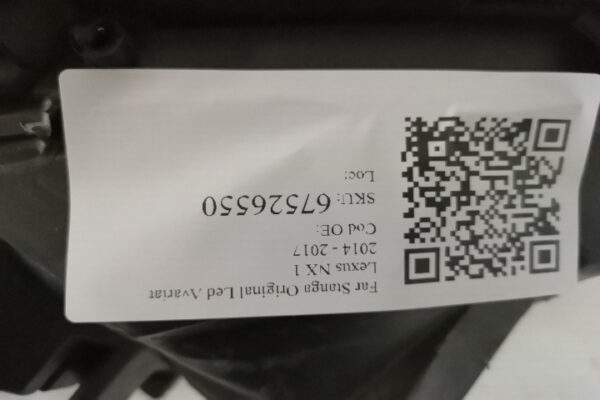 Far Stanga Original Led Avariat
Lexus NX 1
2014 - 2017
Cod OE:
SKU: 67526550
Loc: